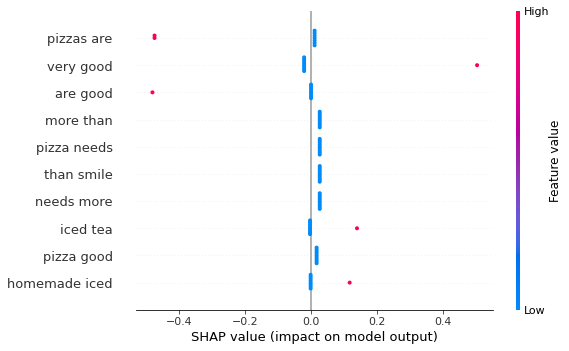 High
pizzas are
very good
are good
more than
pizza needs
than smile
needs more
iced tea
pizza good
homemade iced
Feature value
Low
−0.4 −0.2 0.0 0.2 0.4
SHAP value (impact on model output)